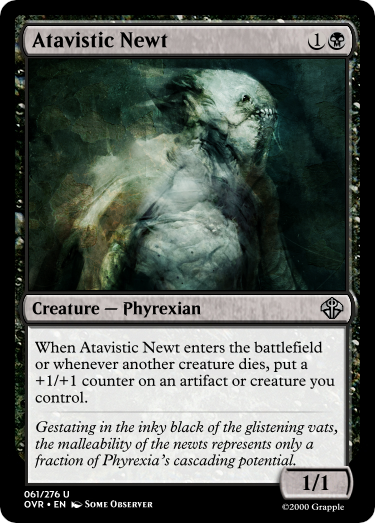 Atavistic Newt 1
Creature — Phyrexian
When Atavistic Newt enters the battlefield
or whenever another creature dies, put a
+1/+1 counter on an artifact or creature you
control.
Gestating in the inky black of the glistening vats,
the malleability of the newts represents only a
fraction of Phyrexia's cascading potential.
1/1
061/276 U
OVR • EN Some Observer
©2000 Grapple